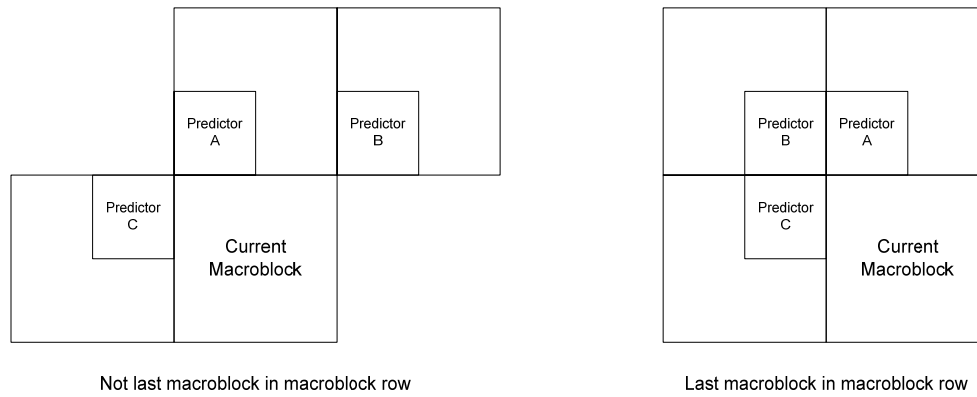 Predictor
A
Predictor
B
Predictor
C
Current
Macroblock
Not last macroblock in macroblock row
Predictor
B
Predictor
A
Predictor
C
Current
Macroblock
Last macroblock in macroblock row